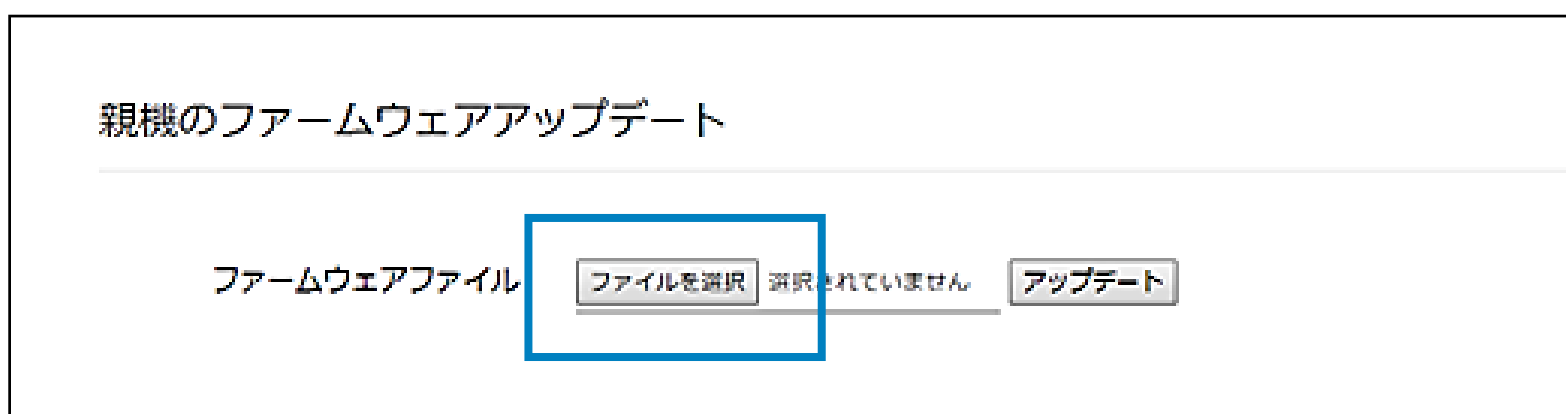 親機のファームウェアアップデート
ファームウェアファイル ファイルを選択 選択されていません アップデート